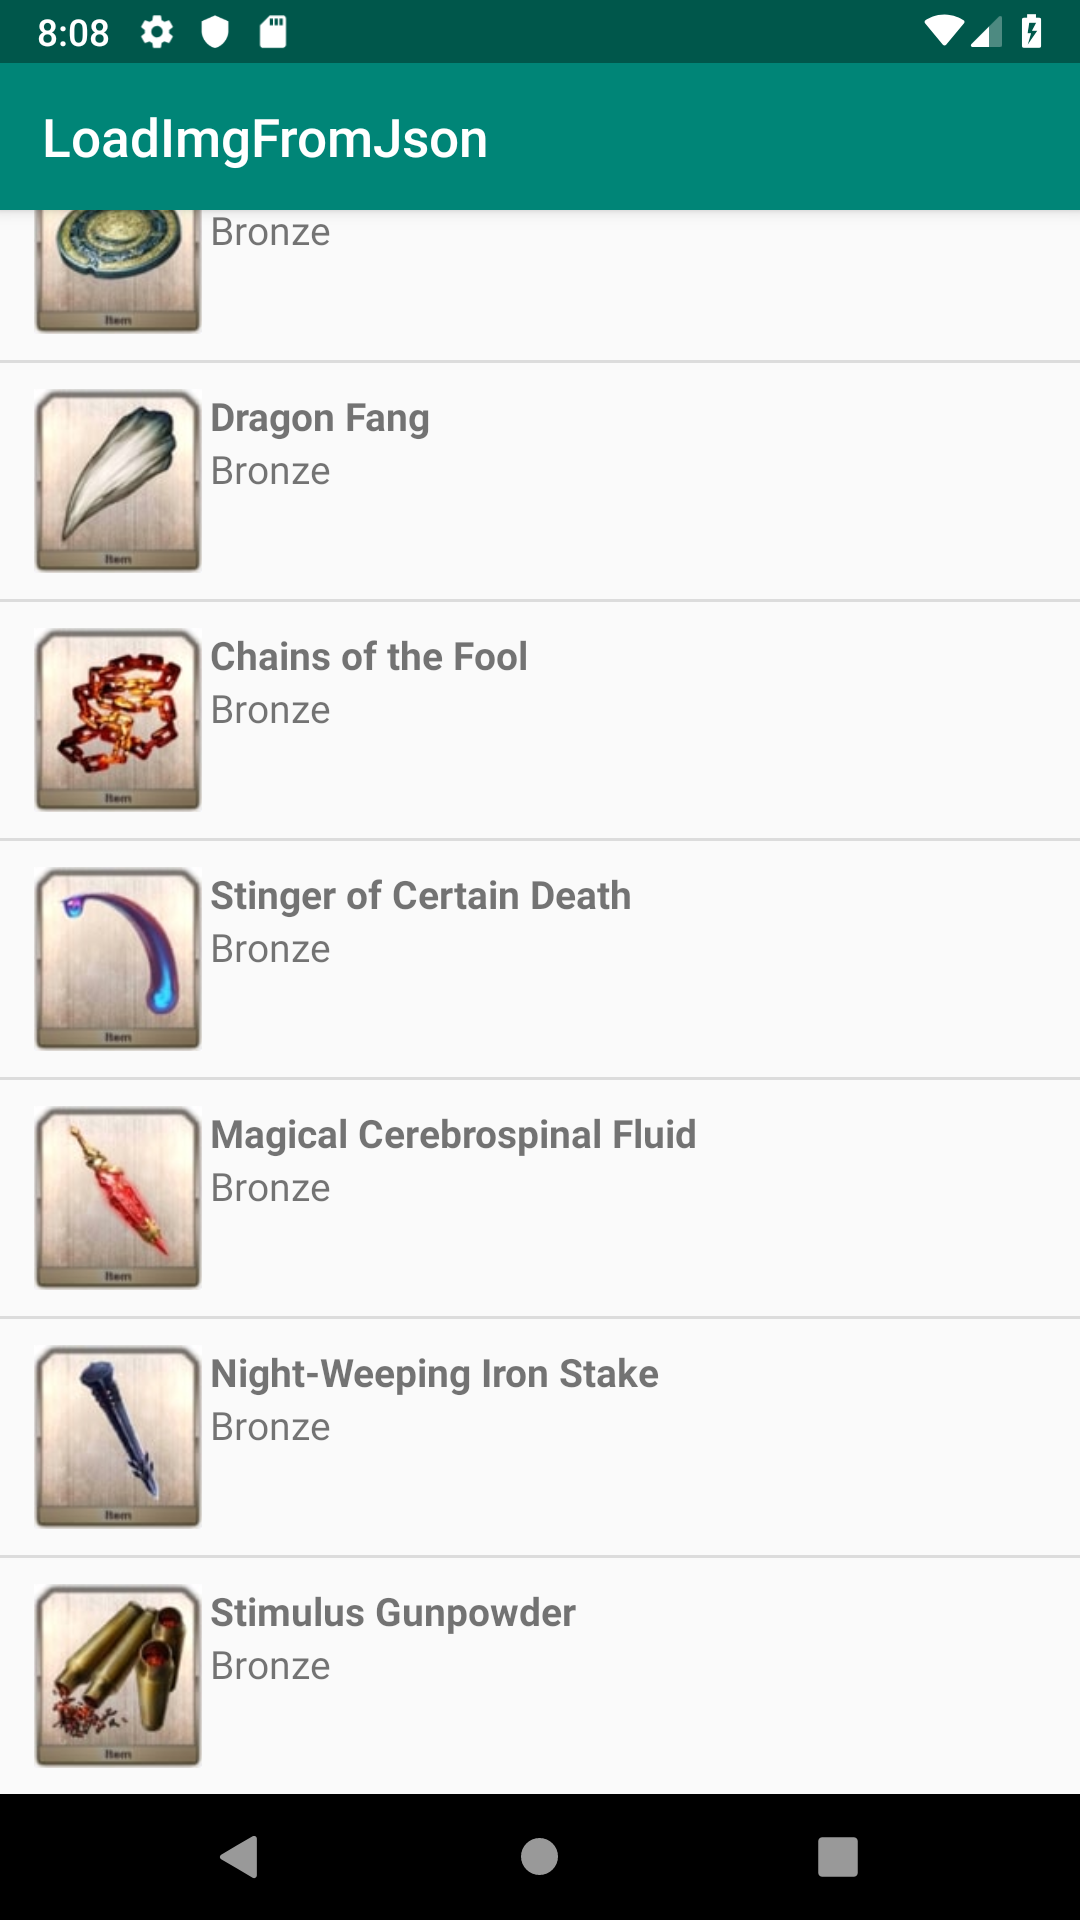 8:08
LoadImgFromJson
Bronze
Item
Dragon Fang
Bronze
Item
Chains of the Fool
Bronze
Item
Stinger of Certain Death
Bronze
Item
Magical Cerebrospinal Fluid
Bronze
Item
Night-Weeping Iron Stake
Bronze
Item
Stimulus Gunpowder
Bronze
Item